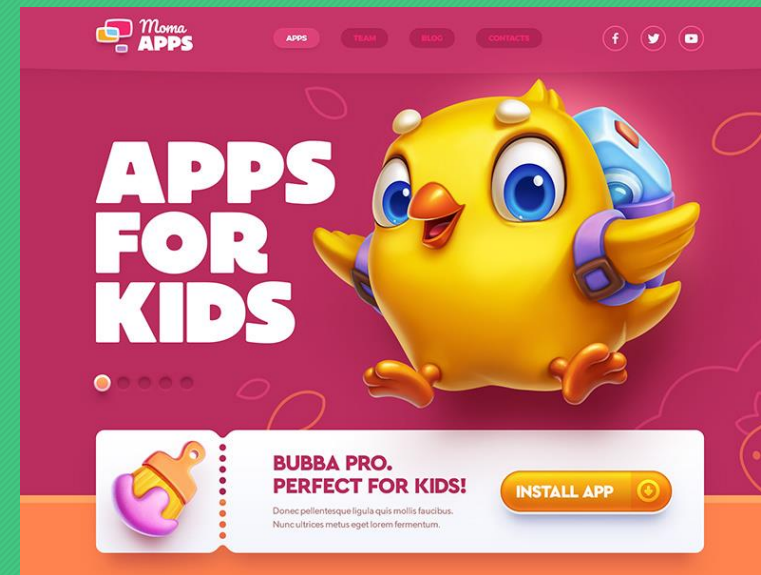 Moma
APPS
APPS TEAM BLOG CONTACTS
APPS
FOR
KIDS
BUBBA PRO.
PERFECT FOR KIDS!
Donec pellentesque ligula quis mollis faucibus.
Nunc ultrices metus eget lorem fermentum.
INSTALL APP